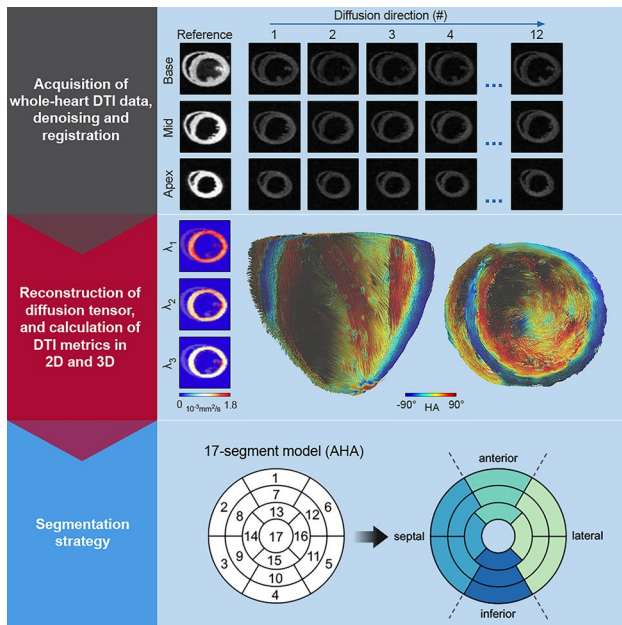 Acquisition of
whole-heart DTI data,
denoising and
registration
Diffusion direction (#)
Reference 1 2 3 4 12
Base
...
Mid
...
Apex
...
Reconstruction of
diffusion tensor,
and calculation of
DTI metrics in
2D and 3D
λ1
λ2
λ3
0 10-3mm2/s 1.8
-90° HA 90°
Segmentation
strategy
17-segment model (AHA)
1
7
2 13 6
8 12
14 17 16
9 15 11
3 5
10
4
anterior
septal lateral
inferior